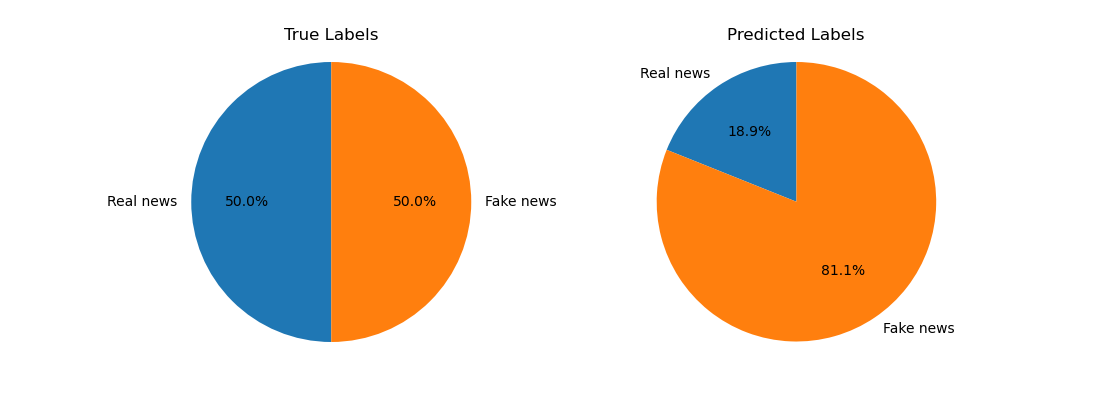 True Labels
Real news
50.0%
50.0%
Fake news
Predicted Labels
Real news
18.9%
81.1%
Fake news